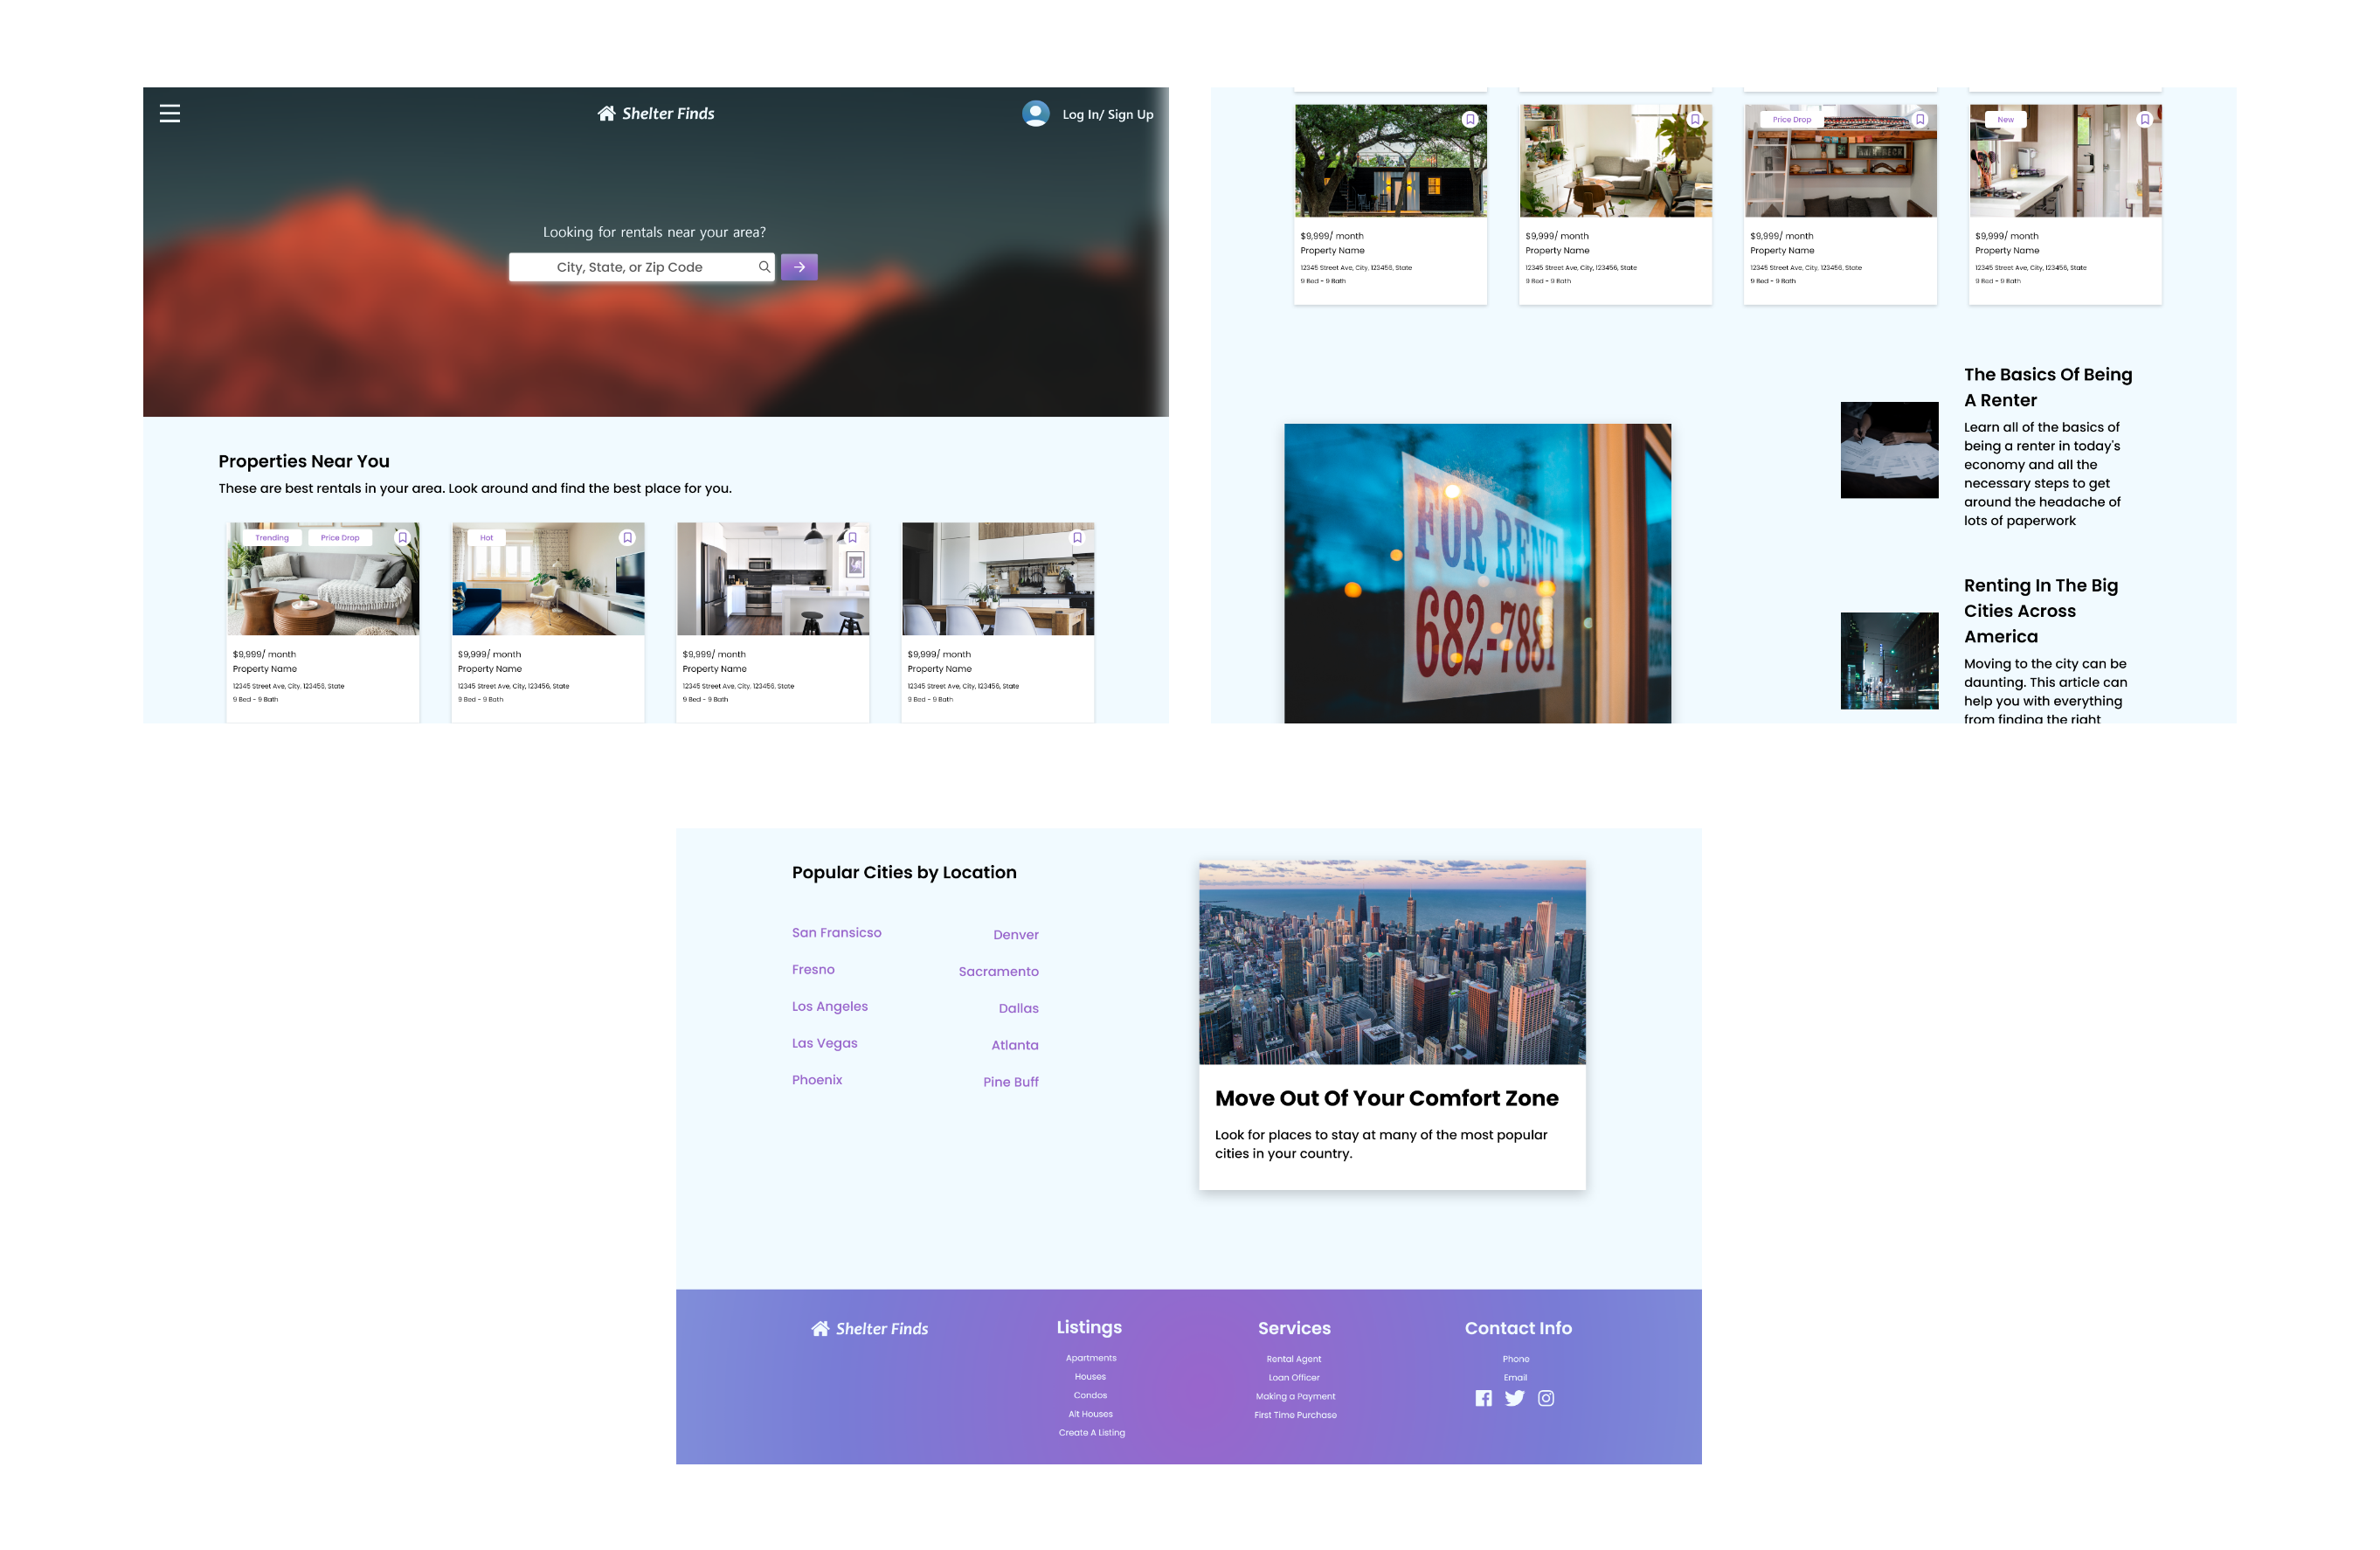 Shelter Finds
Log In/ Sign Up
Looking for rentals near your area?
City, State, or Zip Code
Properties Near You
These are best rentals in your area. Look around and find the best place for you.
Trending
Price Drop
Hot
$9,999/ month
Property Name
12345 Street Ave, City, 123456, State
9 Bed - 9 Bath
$9,999/ month
Property Name
12345 Street Ave, City, 123456, State
9 Bed - 9 Bath
$9,999/ month
Property Name
12345 Street Ave, City, 123456, State
9 Bed - 9 Bath
$9,999/ month
Property Name
12345 Street Ave, City, 123456, State
9 Bed - 9 Bath
Price Drop
New
$9,999/ month
Property Name
12345 Street Ave, City, 123456, State
9 Bed - 9 Bath
$9,999/ month
Property Name
12345 Street Ave, City, 123456, State
9 Bed - 9 Bath
$9,999/ month
Property Name
12345 Street Ave, City, 123456, State
9 Bed - 9 Bath
$9,999/ month
Property Name
12345 Street Ave, City, 123456, State
9 Bed - 9 Bath
FOR RENT
682-7881
The Basics Of Being
A Renter
Learn all of the basics of
being a renter in today's
economy and all the
necessary steps to get
around the headache of
lots of paperwork
Renting In The Big
Cities Across
America
Moving to the city can be
daunting. This article can
help you with everything
from finding the right
Popular Cities by Location
San Fransicso
Fresno
Los Angeles
Las Vegas
Phoenix
Denver
Sacramento
Dallas
Atlanta
Pine Buff
Move Out Of Your Comfort Zone
Look for places to stay at many of the most popular
cities in your country.
Shelter Finds
Listings
Apartments
Houses
Condos
Alt Houses
Create A Listing
Services
Rental Agent
Loan Officer
Making a Payment
First Time Purchase
Contact Info
Phone
Email